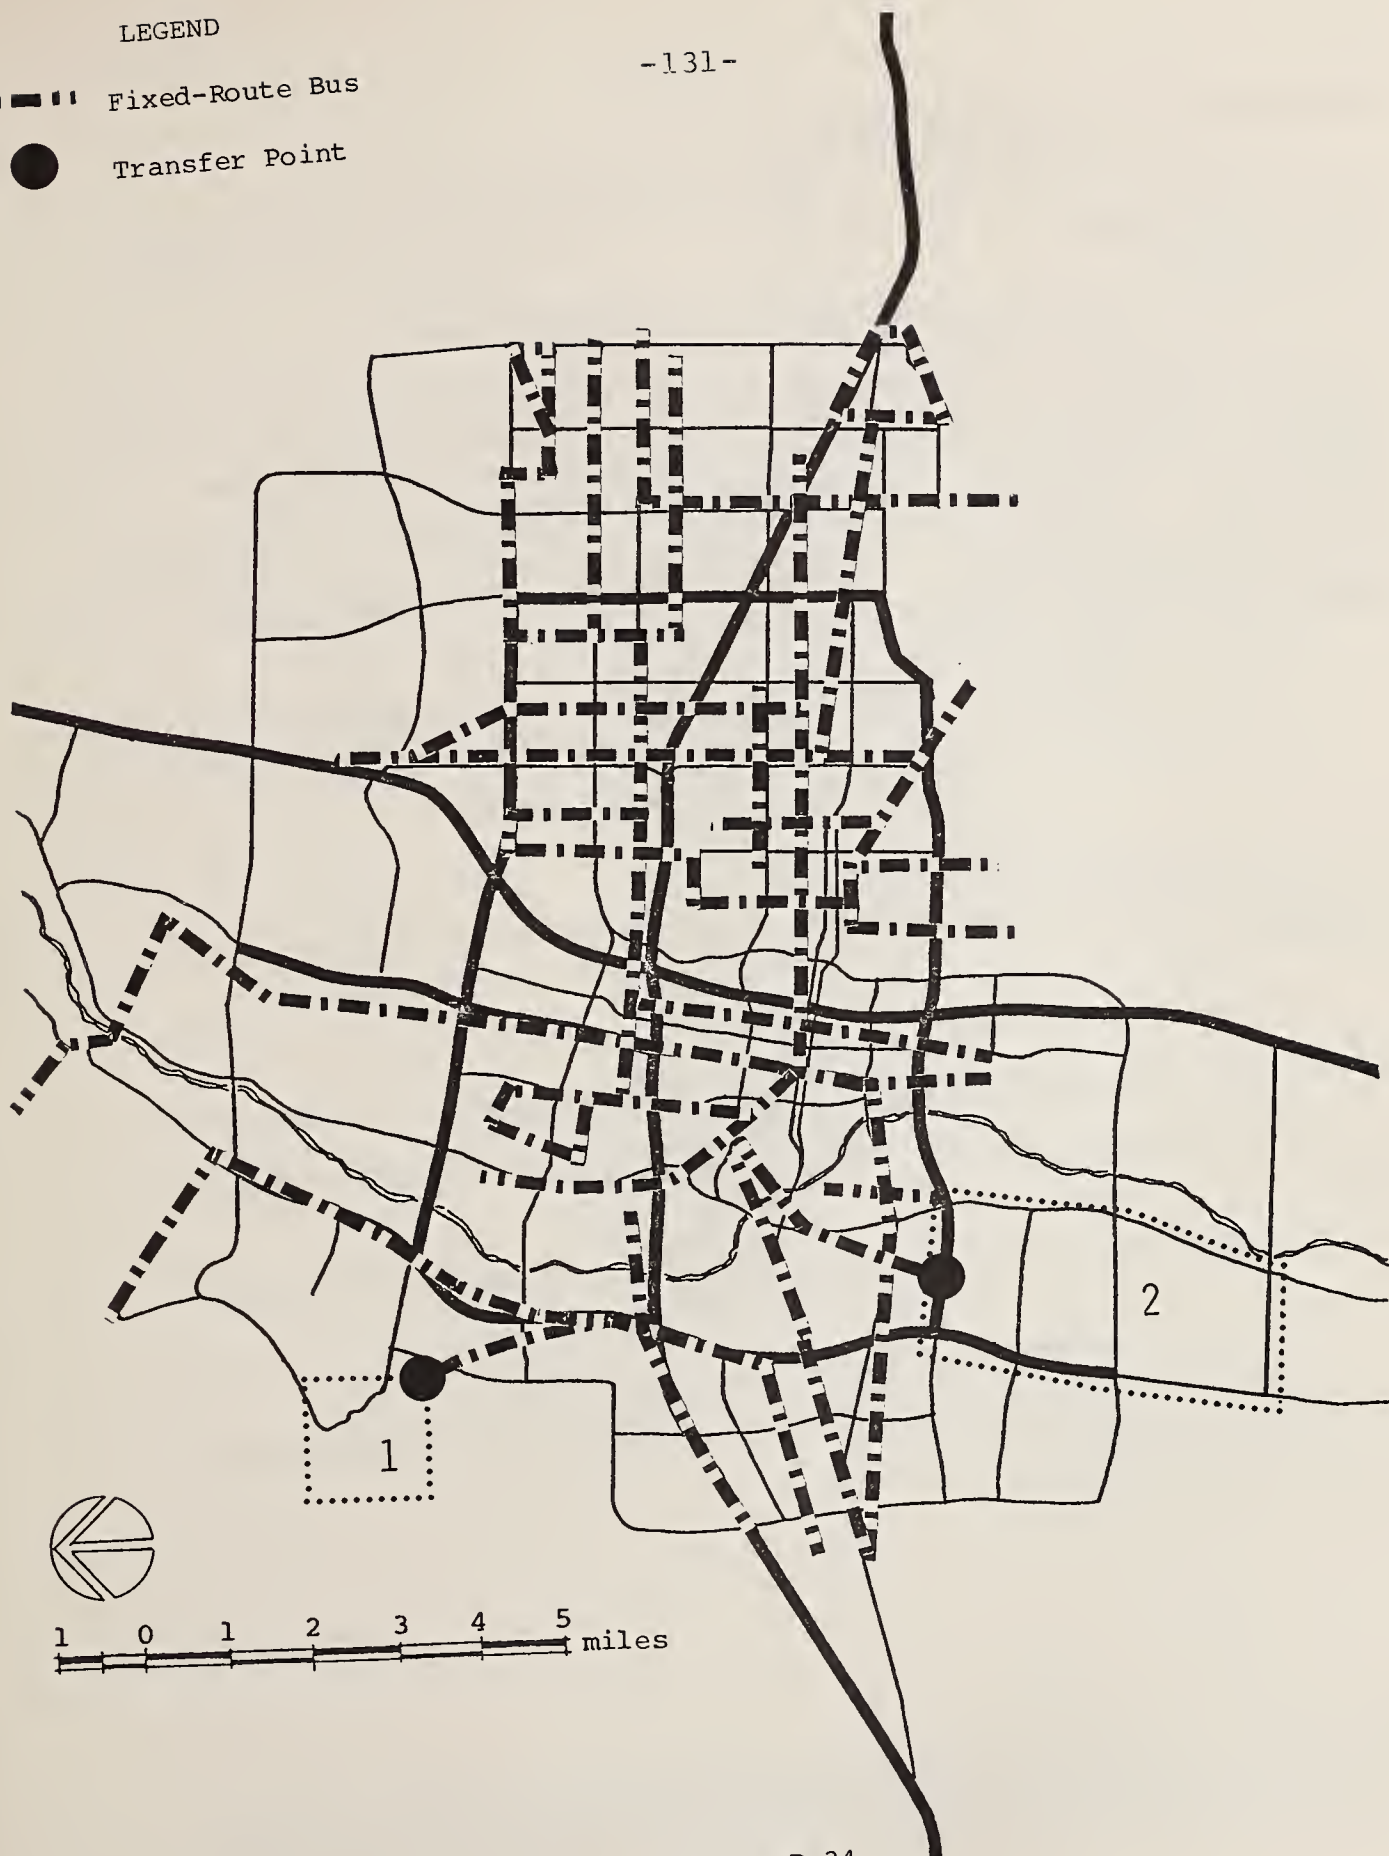 LEGEND
-131-
Fixed-Route Bus
Transfer Point
2
1
1 0 1 2 3 4 5 miles